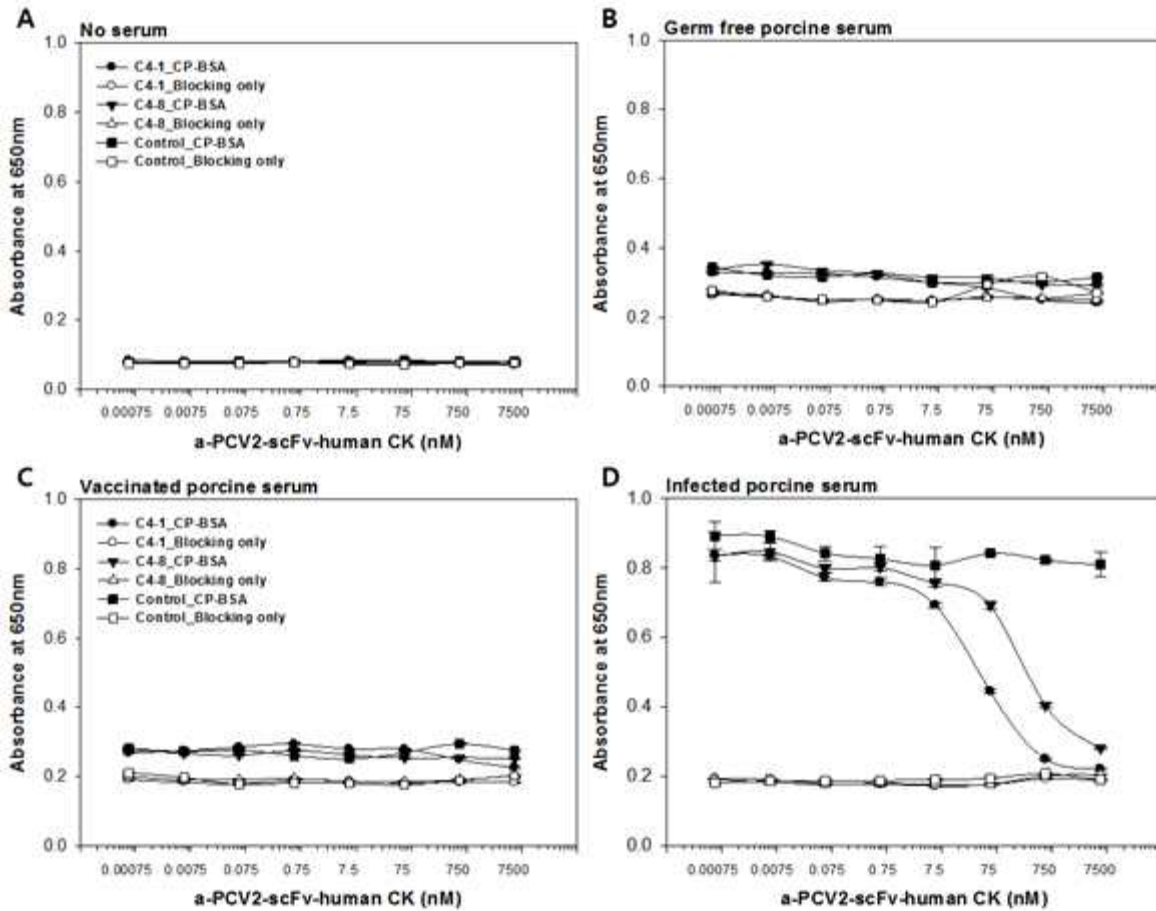 A
No serum
1.0
0.8
0.6
0.4
0.2
0.0
Absorbance at 650nm
C4-1_CP-BSA
C4-1_Blocking only
C4-8_CP-BSA
C4-8_Blocking only
Control_CP-BSA
Control_Blocking only
0.00075 0.0075 0.075 0.75 7.5 75 750 7500
a-PCV2-scFv-human CK (nM)
B
Germ free porcine serum
1.0
0.8
0.6
0.4
0.2
0.0
Absorbance at 650nm
0.00075 0.0075 0.075 0.75 7.5 75 750 7500
a-PCV2-scFv-human CK (nM)
C
Vaccinated porcine serum
1.0
0.8
0.6
0.4
0.2
0.0
Absorbance at 650nm
C4-1_CP-BSA
C4-1_Blocking only
C4-8_CP-BSA
C4-8_Blocking only
Control_CP-BSA
Control_Blocking only
0.00075 0.0075 0.075 0.75 7.5 75 750 7500
a-PCV2-scFv-human CK (nM)
D
Infected porcine serum
1.0
0.8
0.6
0.4
0.2
0.0
Absorbance at 650nm
0.00075 0.0075 0.075 0.75 7.5 75 750 7500
a-PCV2-scFv-human CK (nM)